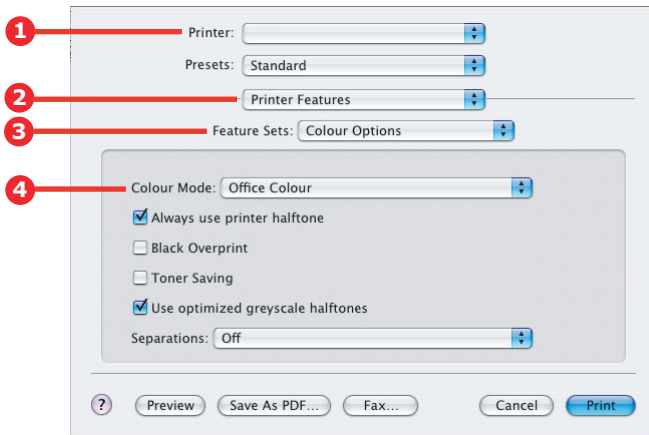 1 Printer:
Presets: Standard
2 Printer Features
3 Feature Sets: Colour Options
4 Colour Mode: Office Colour
Always use printer halftone
Black Overprint
Toner Saving
Use optimized greyscale halftones
Separations: Off
? Preview Save As PDF... Fax... Cancel Print